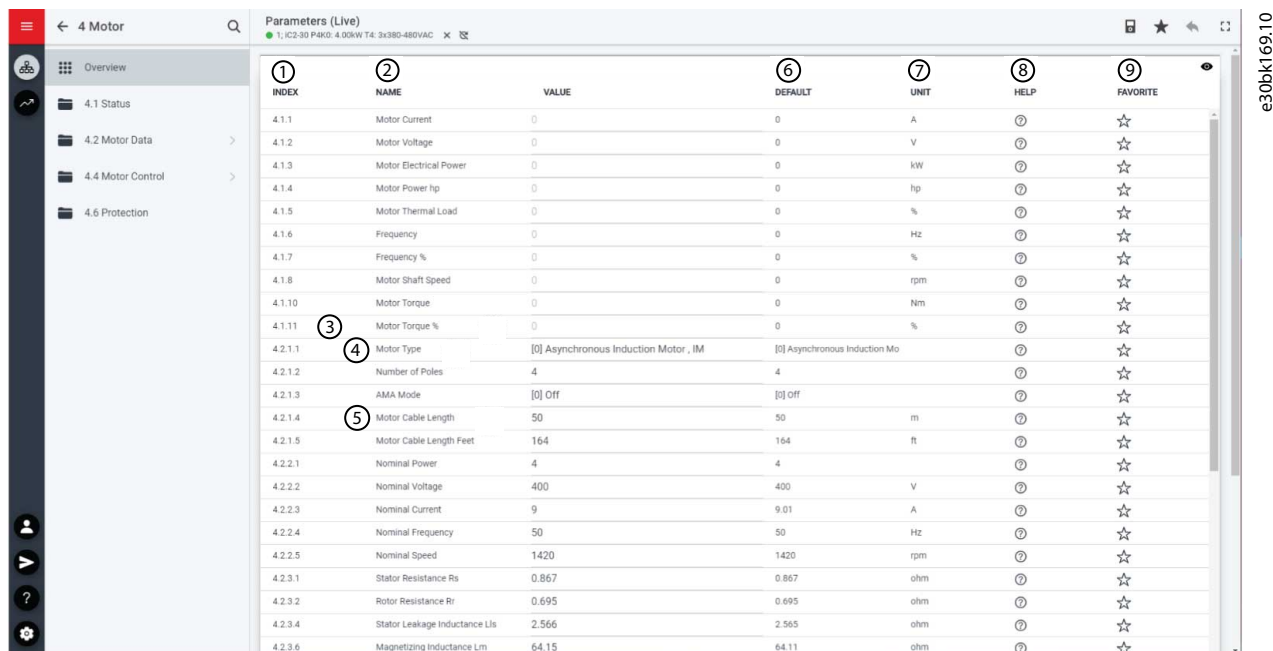 4 Motor
Parameters (Live)
1; iC2-30 P4K0: 4.00kW T4: 3x380-480VAC
e30bk169.10
Overview
4.1 Status
4.2 Motor Data
4.4 Motor Control
4.6 Protection
1 2 6 7 8 9
INDEX NAME VALUE DEFAULT UNIT HELP FAVORITE
4.1.1 Motor Current 0 0 A
4.1.2 Motor Voltage 0 0 V
4.1.3 Motor Electrical Power 0 0 kW
4.1.4 Motor Power hp 0 0 hp
4.1.5 Motor Thermal Load 0 0 %
4.1.6 Frequency 0 0 Hz
4.1.7 Frequency % 0 0 %
4.1.8 Motor Shaft Speed 0 0 rpm
4.1.10 Motor Torque 0 0 Nm
4.1.11 3 Motor Torque % 0 0 %
4.2.1.1 4 Motor Type [0] Asynchronous Induction Motor , IM [0] Asynchronous Induction Mo
4.2.1.2 Number of Poles 4 4
4.2.1.3 AMA Mode [0] Off [0] Off
4.2.1.4 5 Motor Cable Length 50 50 m
4.2.1.5 Motor Cable Length Feet 164 164 ft
4.2.2.1 Nominal Power 4 4
4.2.2.2 Nominal Voltage 400 400 V
4.2.2.3 Nominal Current 9 9.01 A
4.2.2.4 Nominal Frequency 50 50 Hz
4.2.2.5 Nominal Speed 1420 1420 rpm
4.2.3.1 Stator Resistance Rs 0.867 0.867 ohm
4.2.3.2 Rotor Resistance Rr 0.695 0.695 ohm
4.2.3.4 Stator Leakage Inductance Lls 2.566 2.565 ohm
4.2.3.6 Magnetizing Inductance Lm 64.15 64.11 ohm